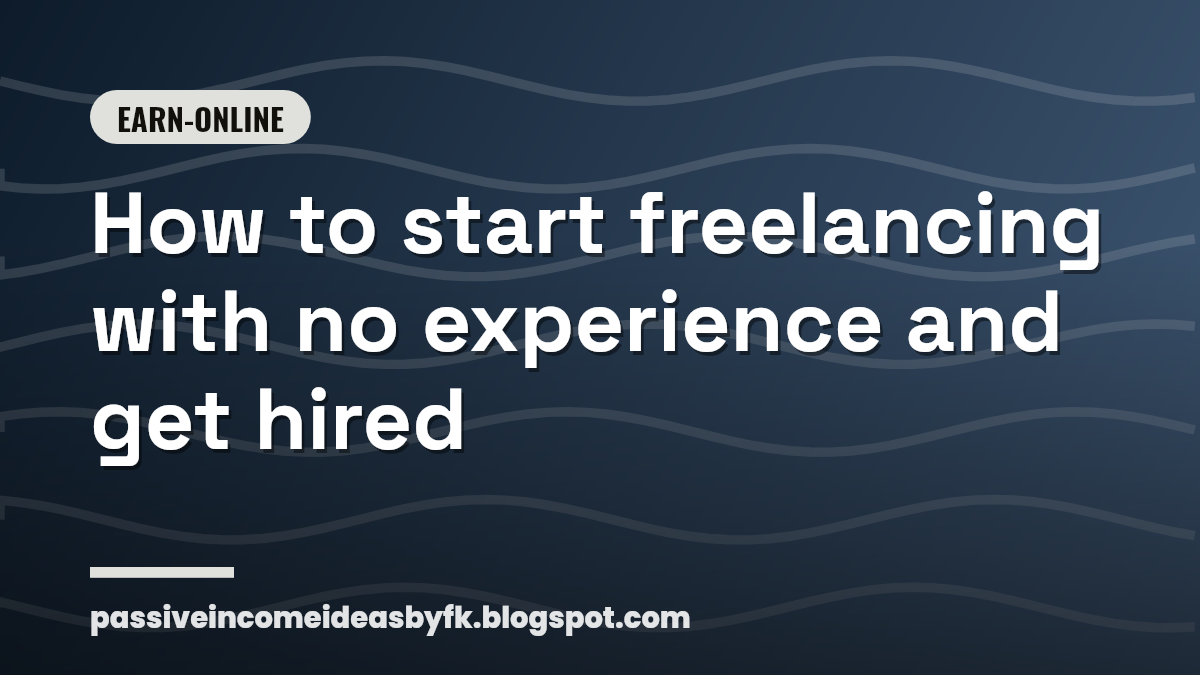 EARN-ONLINE
How to start freelancing
with no experience and
get hired
passiveincomeideasbyfk.blogspot.com